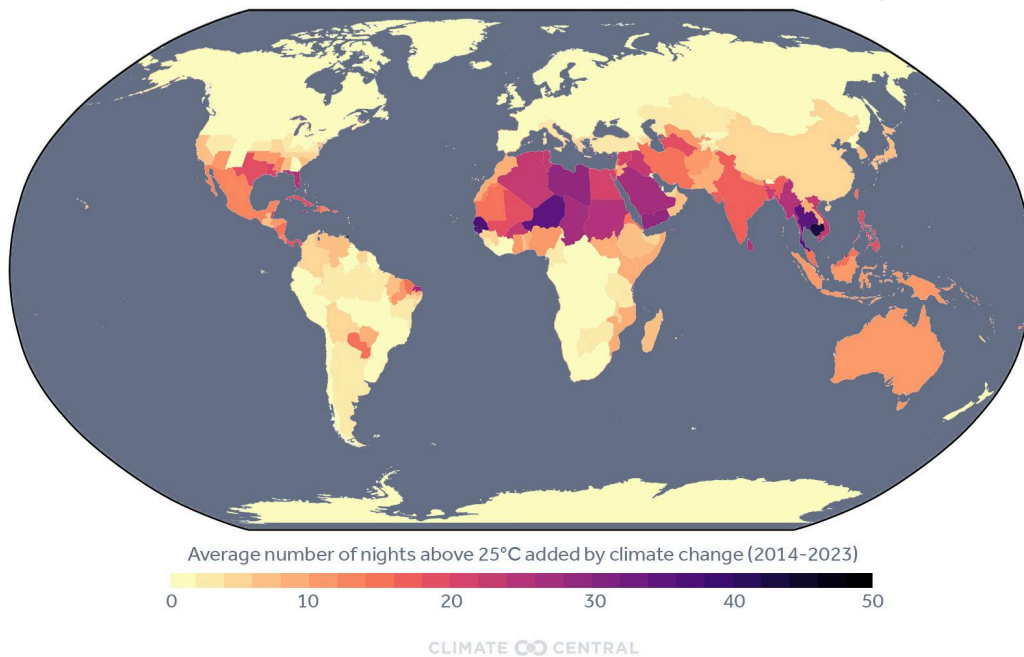 Average number of nights above 25°C added by climate change (2014-2023)
0 10 20 30 40 50
CLIMATE CENTRAL